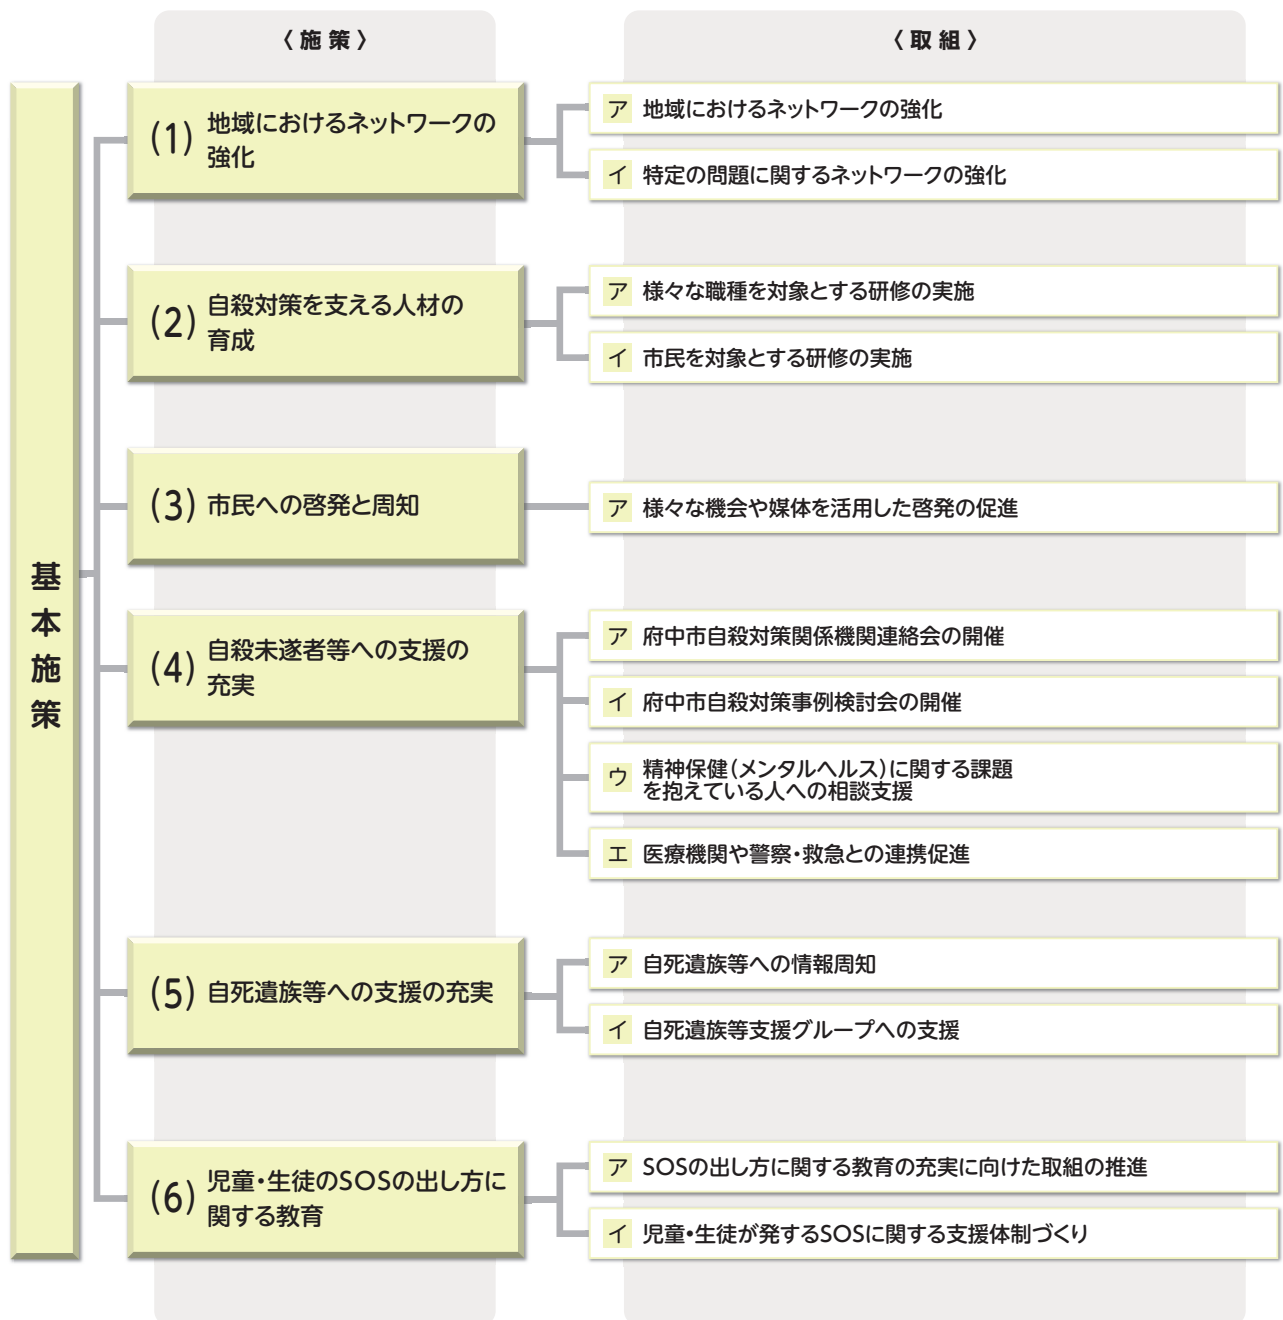 〈 施 策 〉
〈 取 組 〉
基本施策
(1) 地域におけるネットワークの
強化
ア 地域におけるネットワークの強化
イ 特定の問題に関するネットワークの強化
(2) 自殺対策を支える人材の
育成
ア 様々な職種を対象とする研修の実施
イ 市民を対象とする研修の実施
(3) 市民への啓発と周知
ア 様々な機会や媒体を活用した啓発の促進
(4) 自殺未遂者等への支援の
充実
ア 府中市自殺対策関係機関連絡会の開催
イ 府中市自殺対策事例検討会の開催
ウ 精神保健(メンタルヘルス)に関する課題
を抱えている人への相談支援
エ 医療機関や警察・救急との連携促進
(5) 自死遺族等への支援の充実
ア 自死遺族等への情報周知
イ 自死遺族等支援グループへの支援
(6) 児童・生徒のSOSの出し方に
関する教育
ア SOSの出し方に関する教育の充実に向けた取組の推進
イ 児童・生徒が発するSOSに関する支援体制づくり